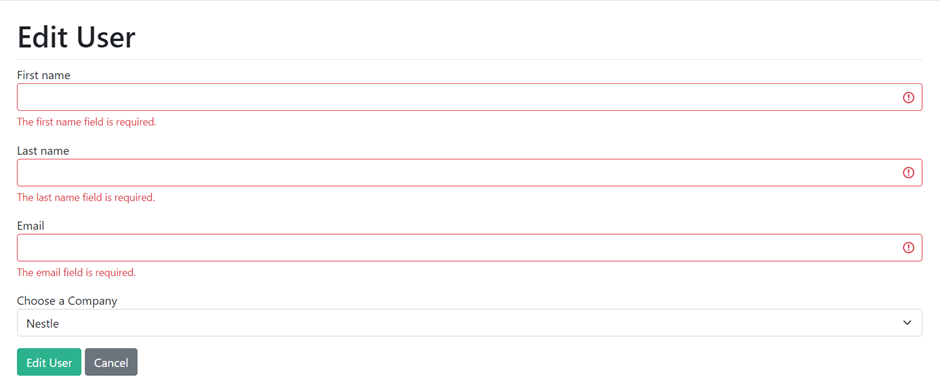 Edit User
First name
The first name field is required.
Last name
The last name field is required.
Email
The email field is required.
Choose a Company
Nestle
Edit User Cancel